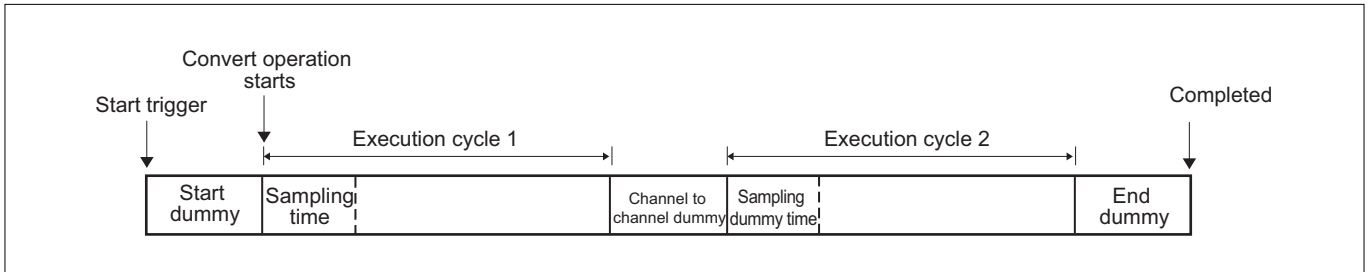 Convert operation
starts
Start trigger
Completed
Execution cycle 1
Execution cycle 2
Start
dummy
Sampling
time
Channel to
channel dummy
Sampling
dummy time
End
dummy